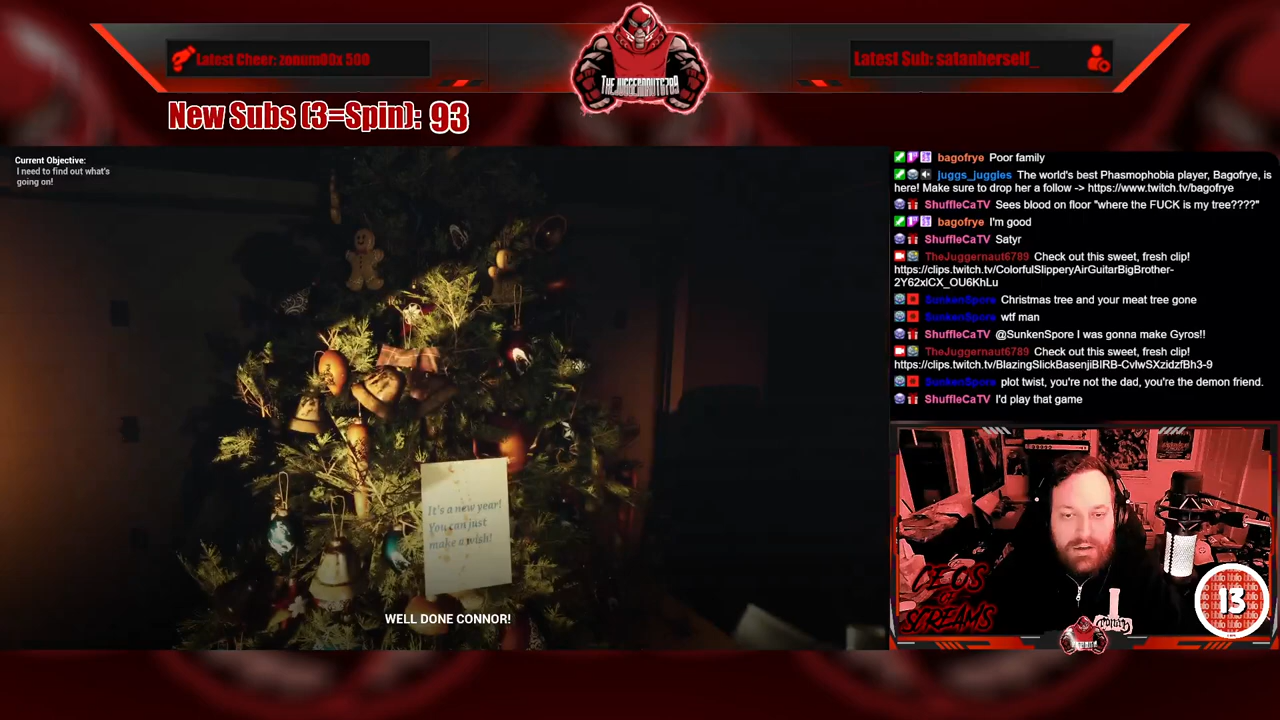 Latest Cheer: zonum00x 500
THEJUGGERNAUT6789
Latest Sub: satanherself_
New Subs (3=Spin): 93
Current Objective:
I need to find out what's
going on!
It's a new year!
You can just
make a wish!
WELL DONE CONNOR!
bagofrye Poor family
juggs_juggles The world's best Phasmophobia player, Bagofrye, is
here! Make sure to drop her a follow -> https://www.twitch.tv/bagofrye
ShuffleCaTV Sees blood on floor "where the FUCK is my tree????"
bagofrye I'm good
ShuffleCaTV Satyr
TheJuggernaut6789 Check out this sweet, fresh clip!
https://clips.twitch.tv/ColorfulSlipperyAirGuitarBigBrother-
2Y62xlCX_OU6KhLu
SunkenSpore Christmas tree and your meat tree gone
SunkenSpore wtf man
ShuffleCaTV @SunkenSpore I was gonna make Gyros!!
TheJuggernaut6789 Check out this sweet, fresh clip!
https://clips.twitch.tv/BlazingSlickBasenjiBIRB-CvlwSXzidzfBh3-9
SunkenSpore plot twist, you're not the dad, you're the demon friend.
ShuffleCaTV I'd play that game
CEOS
OF
SCREAMS
13